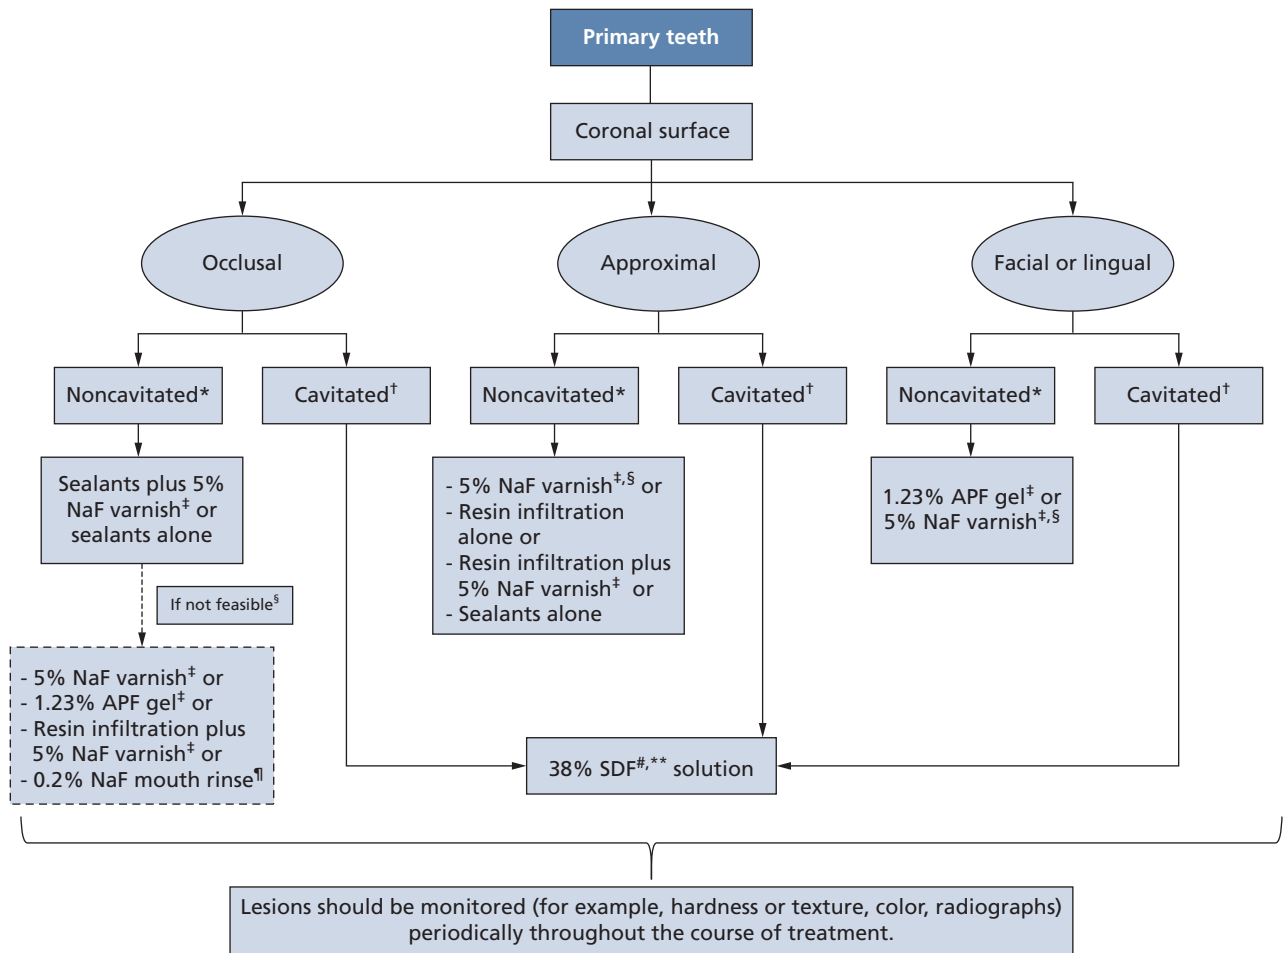 Primary teeth
Coronal surface
Occlusal
Approximal
Facial or lingual
Noncavitated*
Cavitated†
Noncavitated*
Cavitated†
Noncavitated*
Cavitated†
Sealants plus 5%
NaF varnish‡ or
sealants alone
- 5% NaF varnish‡,§ or
- Resin infiltration
alone or
- Resin infiltration plus
5% NaF varnish‡ or
- Sealants alone
1.23% APF gel‡ or
5% NaF varnish‡,§
If not feasible§
- 5% NaF varnish‡ or
- 1.23% APF gel‡ or
- Resin infiltration plus
5% NaF varnish‡ or
- 0.2% NaF mouth rinse¶
38% SDF#,** solution
Lesions should be monitored (for example, hardness or texture, color, radiographs)
periodically throughout the course of treatment.